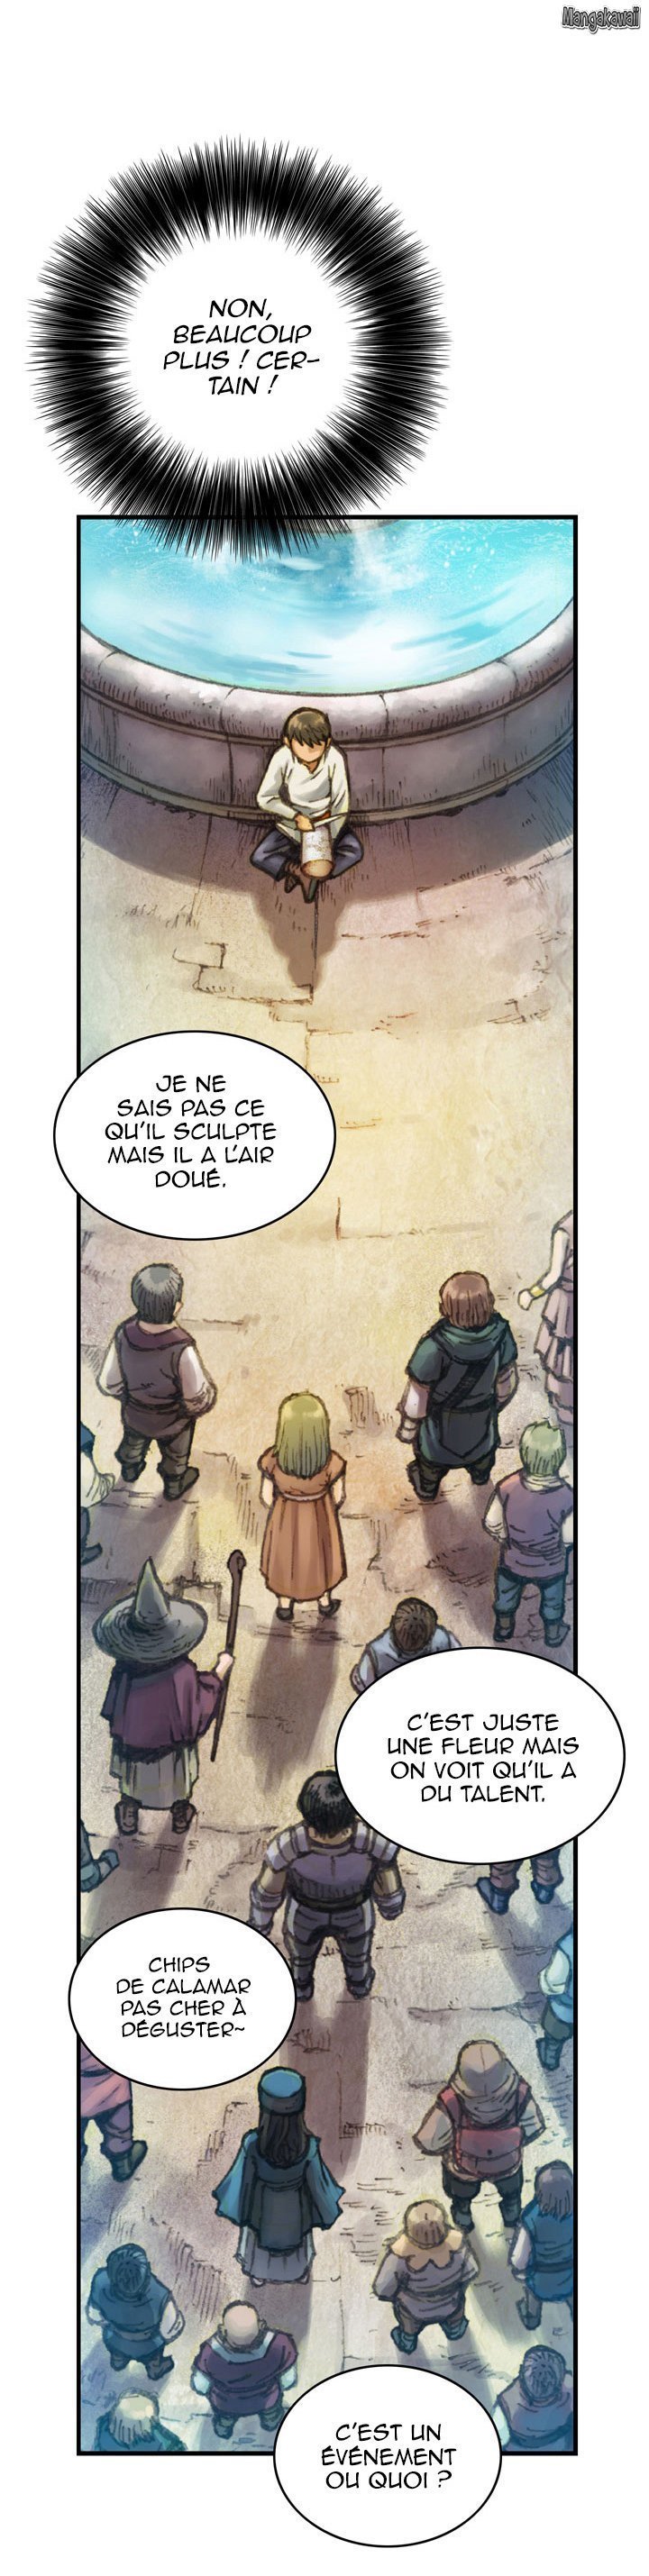 Mangakawaii
NON,
BEAUCOUP
PLUS ! CER-
TAIN !
JE NE
SAIS PAS CE
QU'IL SCULPTE
MAIS IL A L'AIR
DOUÉ.
C'EST JUSTE
UNE FLEUR MAIS
ON VOIT QU'IL A
DU TALENT.
CHIPS
DE CALAMAR
PAS CHER À
DÉGUSTER~
C'EST UN
ÉVÉNEMENT
OU QUOI ?